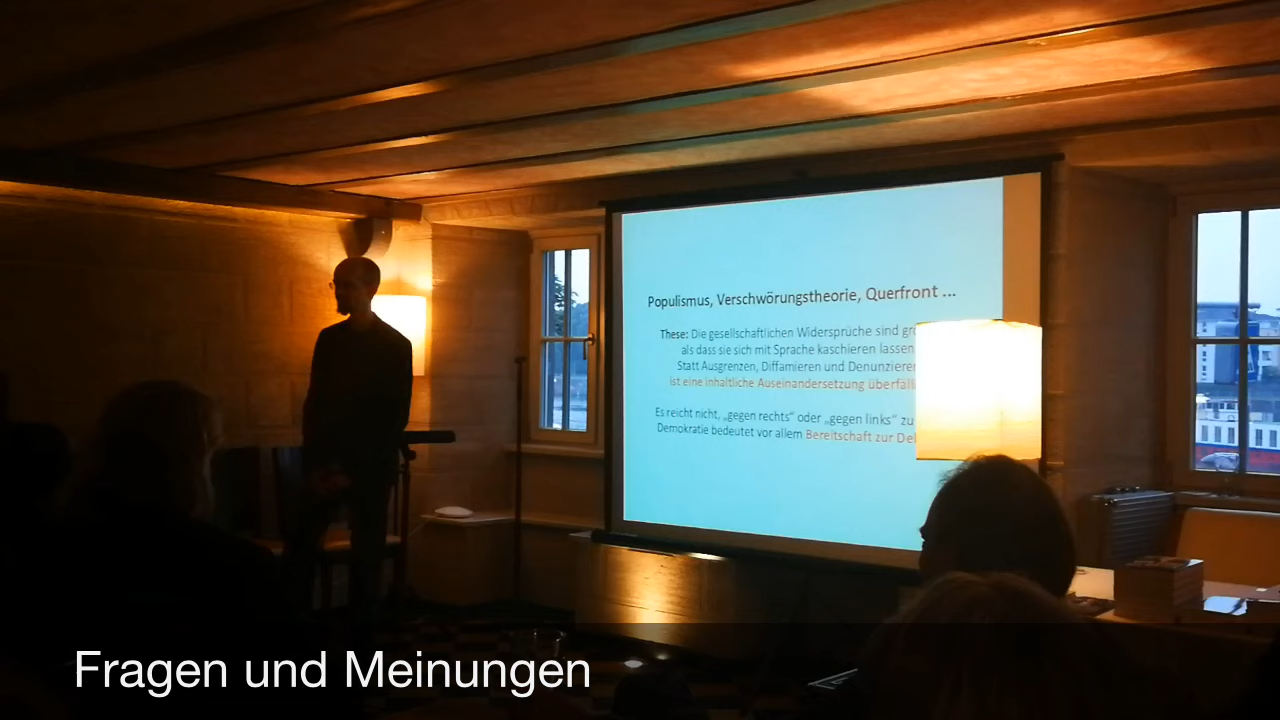 Populismus, Verschwörungstheorie, Querfront ...
These: Die gesellschaftlichen Widersprüche sind
als dass sie sich mit Sprache kaschieren lassen
Statt Ausgrenzen, Diffamieren und Denunzieren
ist eine inhaltliche Auseinandersetzung
Es reicht nicht, „gegen rechts“ oder „gegen links“ zu
Demokratie bedeutet vor allem Bereitschaft zur
Fragen und Meinungen